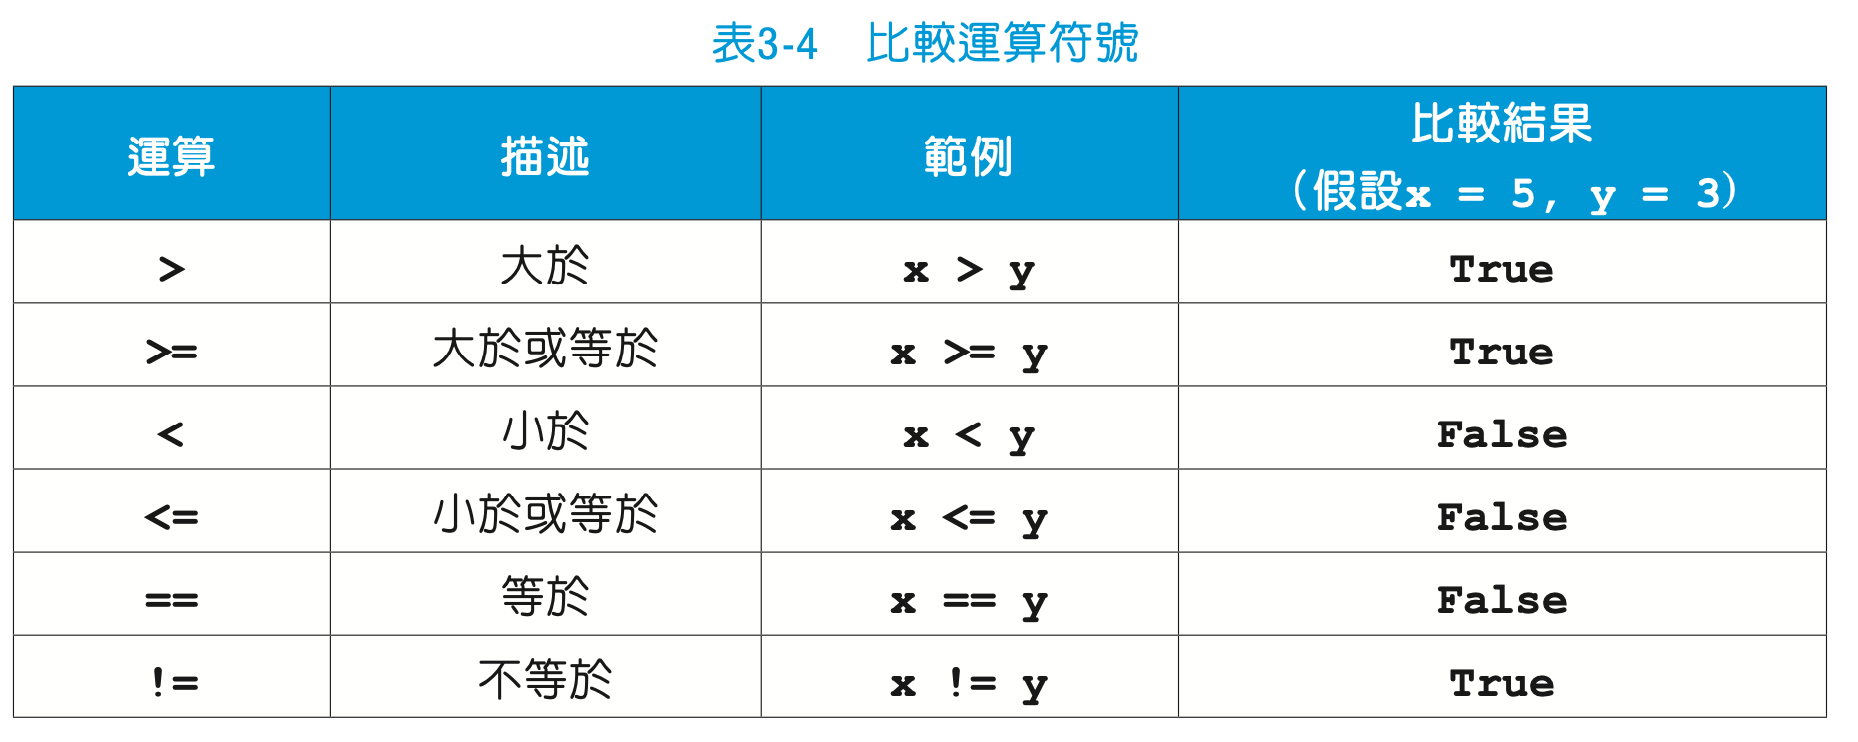 表3-4 比較運算符號
運算 描述 範例 比較結果
（假設x = 5, y = 3）
> 大於 x > y True
>= 大於或等於 x >= y True
< 小於 x < y False
<= 小於或等於 x <= y False
== 等於 x == y False
!= 不等於 x != y True